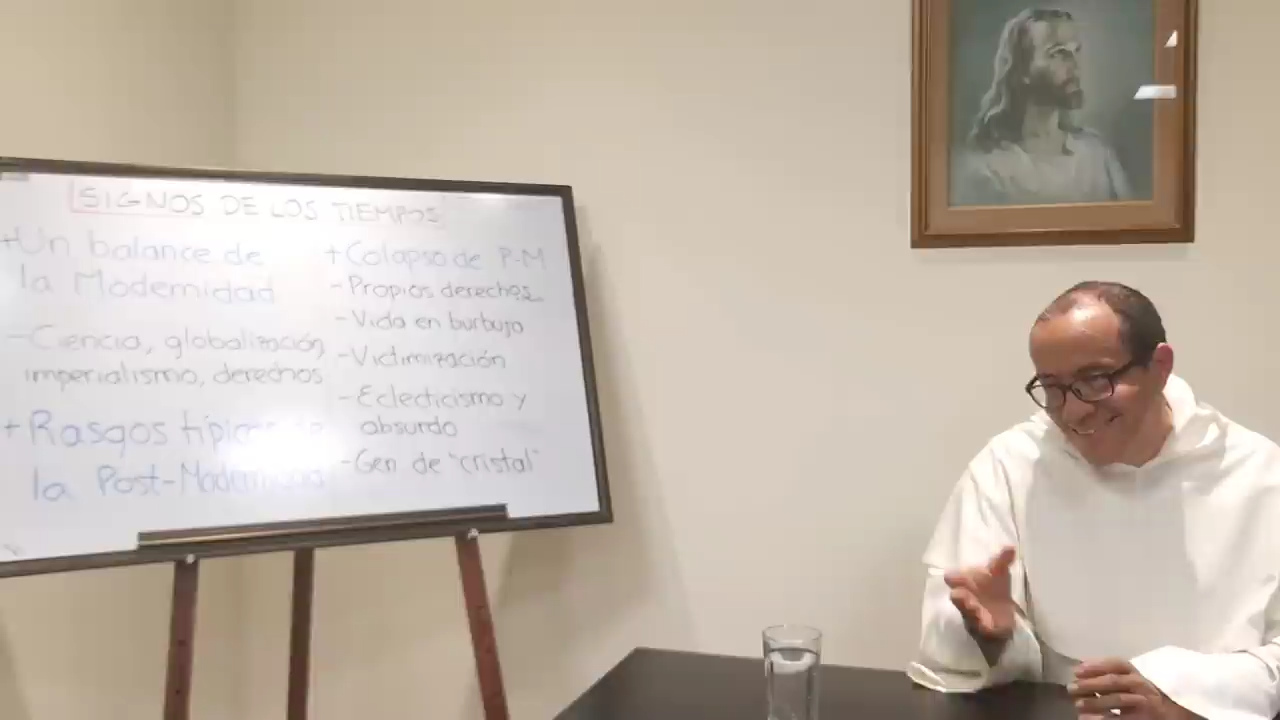 SIGNOS DE LOS TIEMPOS
+Un balance de
la Modernidad
-Ciencia, globalización,
imperialismo, derechos
+Rasgos típicos
la Post-Modernidad
+Colapso de P-M
-Propios derechos
-Vida en burbuja
-Victimización
-Eclecticismo y
absurdo
-Gen de "cristal"